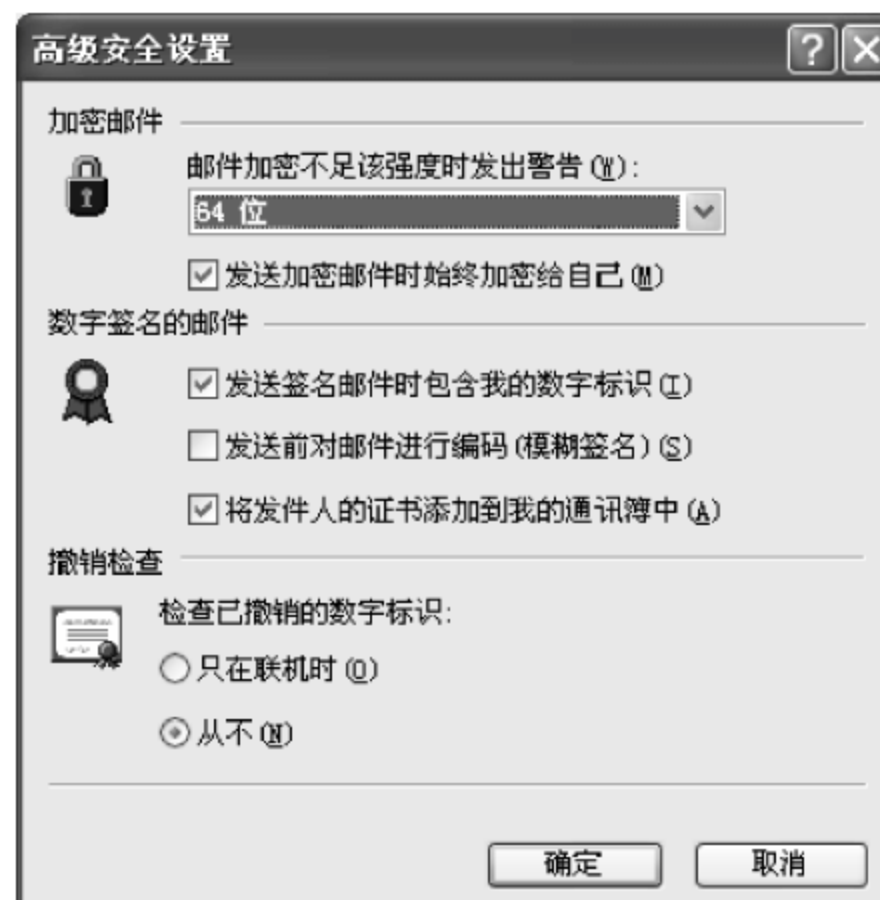 高级安全设置
加密邮件
邮件加密不足该强度时发出警告(W):
64 位
发送加密邮件时始终加密给自己(M)
数字签名的邮件
发送签名邮件时包含我的数字标识(I)
发送前对邮件进行编码(模糊签名)(S)
将发件人的证书添加到我的通讯簿中(A)
撤销检查
检查已撤销的数字标识:
只在联机时(O)
从不(N)
确定 取消